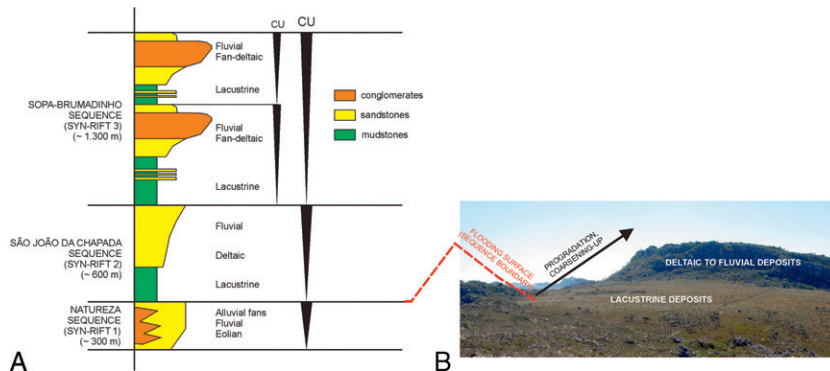 CU
CU
Fluvial
Fan-deltaic
Lacustrine
SOPA-BRUMADINHO
SEQUENCE
(SYN-RIFT 3)
(~ 1.300 m)
Fluvial
Fan-deltaic
Lacustrine
conglomerates
sandstones
mudstones
SÃO JOÃO DA CHAPADA
SEQUENCE
(SYN-RIFT 2)
(~ 600 m)
Fluvial
Deltaic
Lacustrine
NATUREZA
SEQUENCE
(SYN-RIFT 1)
(~ 300 m)
Alluvial fans
Fluvial
Eolian
A
FLOODING SURFACE
(SEQUENCE BOUNDARY)
PROGRADATION,
COARSENING-UP
DELTAIC TO FLUVIAL DEPOSITS
LACUSTRINE DEPOSITS
B